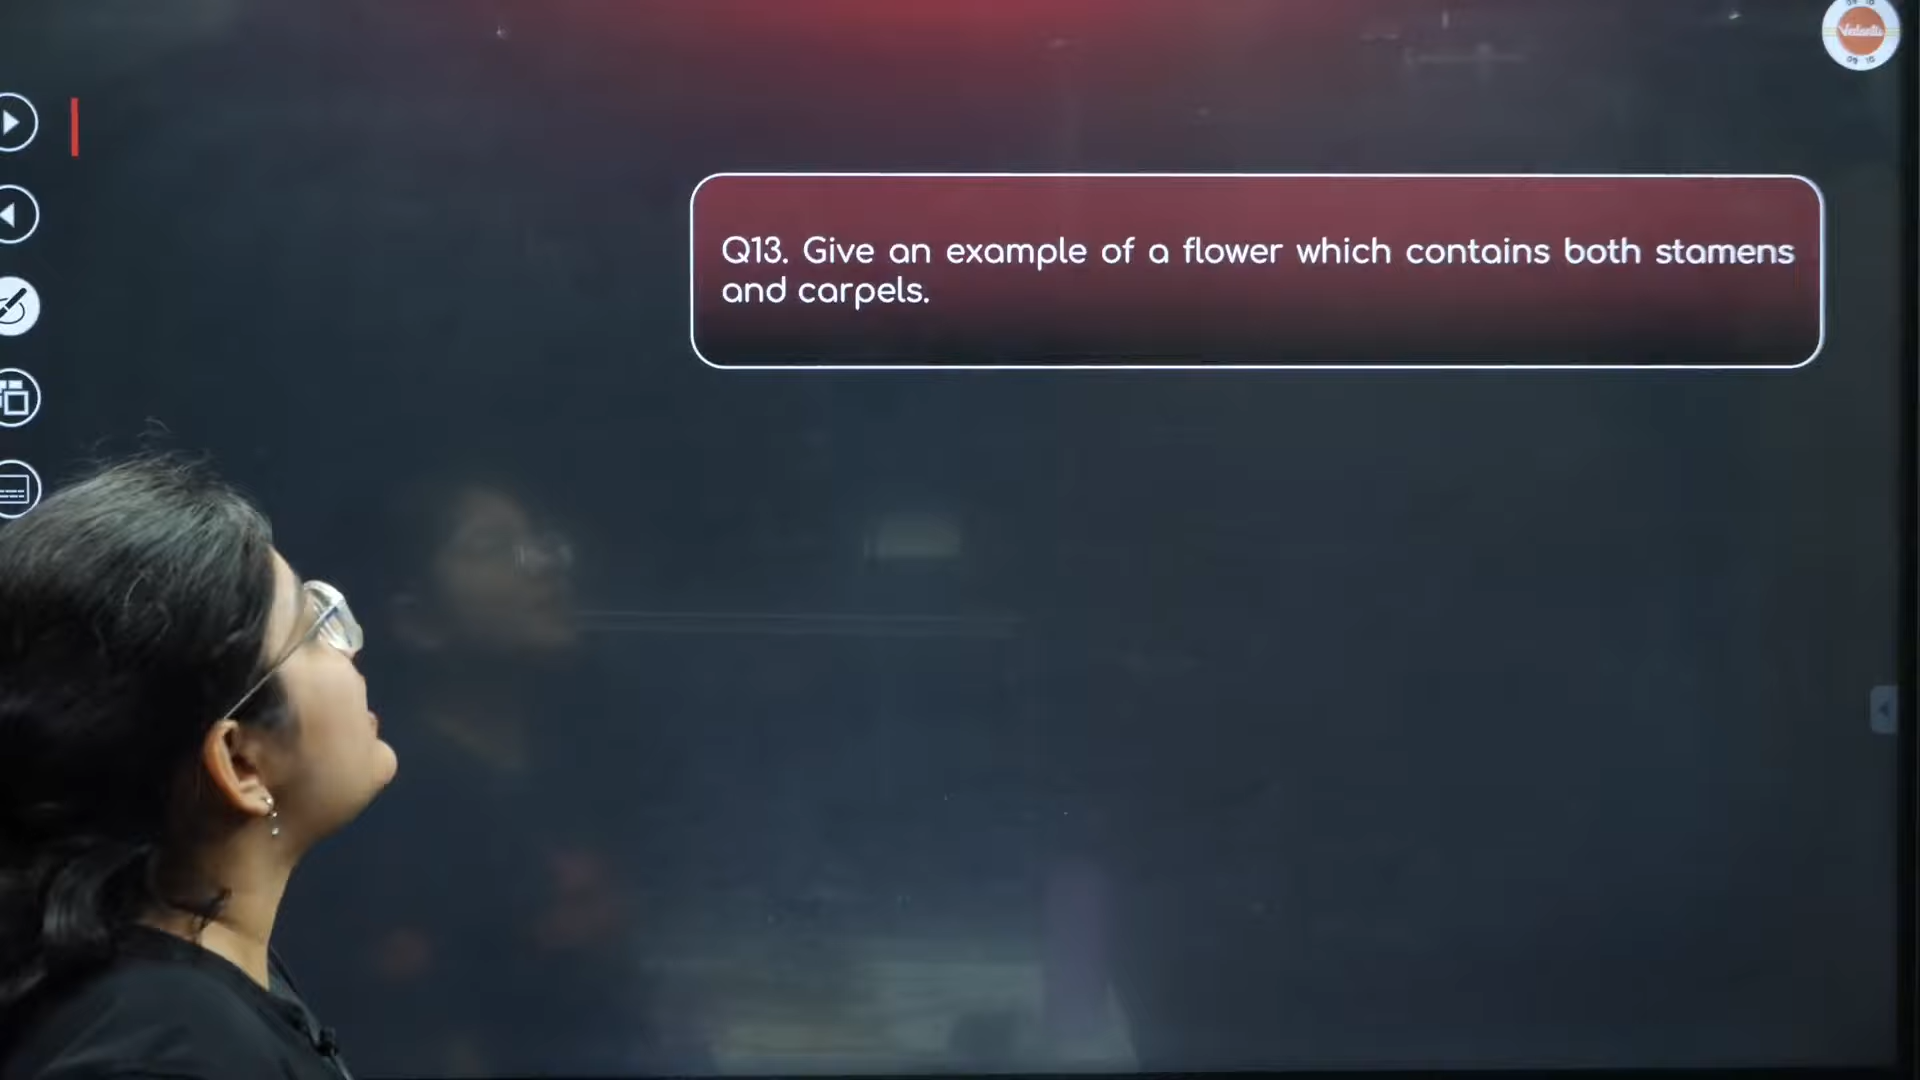 Q13. Give an example of a flower which contains both stamens
and carpels.